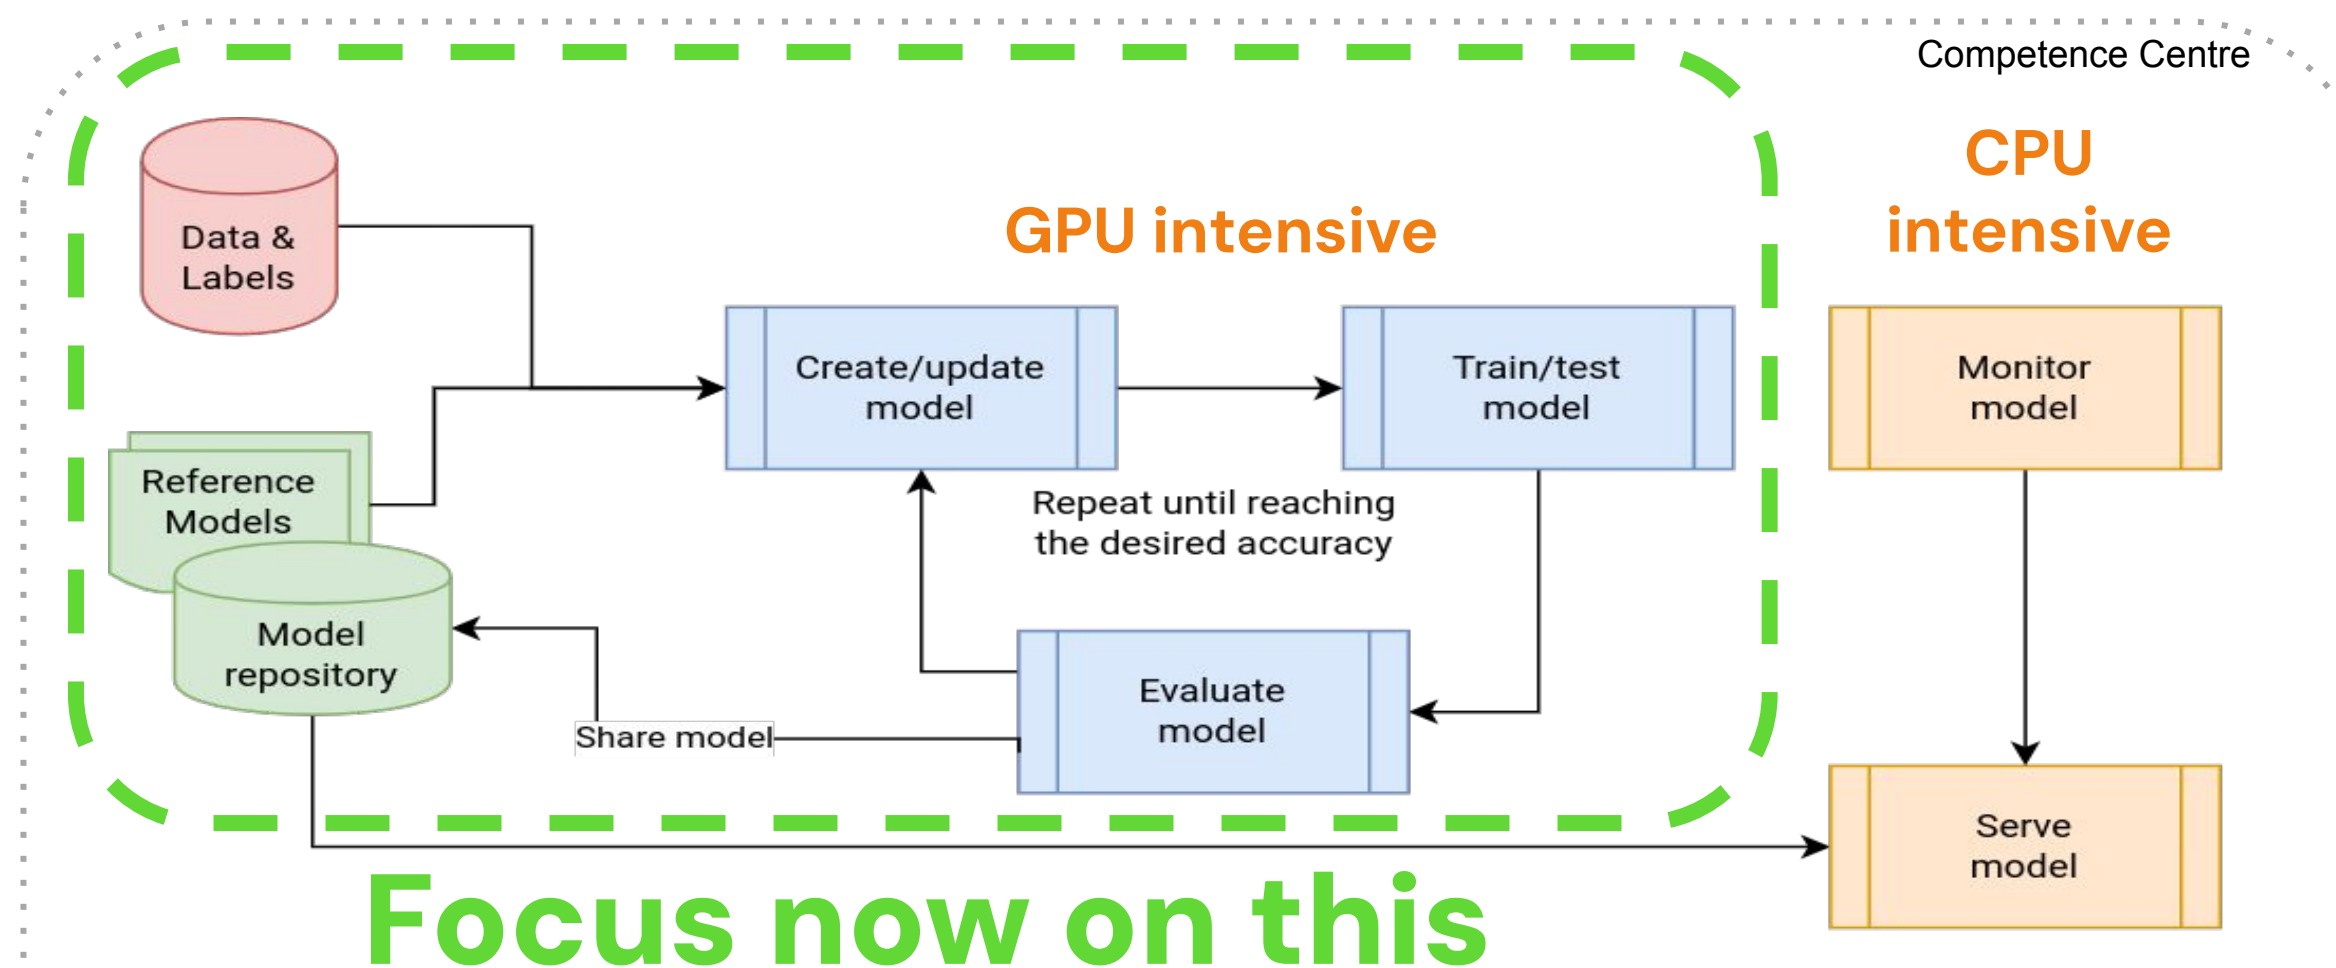 Competence Centre
CPU
intensive
GPU intensive
Data &
Labels
Create/update
model
Train/test
model
Monitor
model
Reference
Models
Repeat until reaching
the desired accuracy
Model
repository
Evaluate
model
Share model
Serve
model
Focus now on this